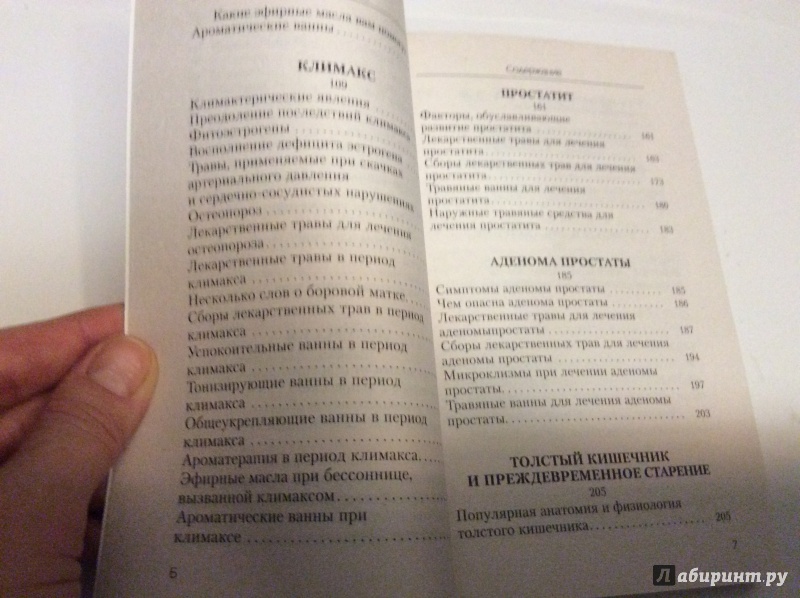 Какие эфирные масла вам
Ароматические ванны
КЛИМАКС
109
Климактерические явления
Преодоление последствий климакса
Фитоэстрогены
Восполнение дефицита эстрогена
Травы, применяемые при скачках
артериального давления
и сердечно-сосудистых нарушениях
Остеопороз
Лекарственные травы для лечения
остеопороза
Лекарственные травы в период
климакса
Несколько слов о боровой матке.
Сборы лекарственных трав в период
климакса
Успокоительные ванны в период
климакса
Тонизирующие ванны в период
климакса
Общеукрепляющие ванны в период
климакса
Ароматерапия в период климакса.
Эфирные масла при бессоннице,
вызванной климаксом
Ароматические ванны при
климаксе
6
Содержание
ПРОСТАТИТ
161
Факторы, обуславливающие
развитие простатита 161
Лекарственные травы для лечения
простатита 163
Сборы лекарственных трав для лечения
простатита 173
Травяные ванны для лечения
простатита 180
Наружные травяные средства для
лечения простатита 183
АДЕНОМА ПРОСТАТЫ
185
Симптомы аденомы простаты 185
Чем опасна аденома простаты 186
Лекарственные травы для лечения
аденомыпростаты 187
Сборы лекарственных трав для лечения
аденомы простаты 194
Микроклизмы при лечении аденомы
простаты. 197
Травяные ванны для лечения аденомы
простаты. 203
ТОЛСТЫЙ КИШЕЧНИК
И ПРЕЖДЕВРЕМЕННОЕ СТАРЕНИЕ
205
Популярная анатомия и физиология
толстого кишечника. 205
7
Лабиринт.ру